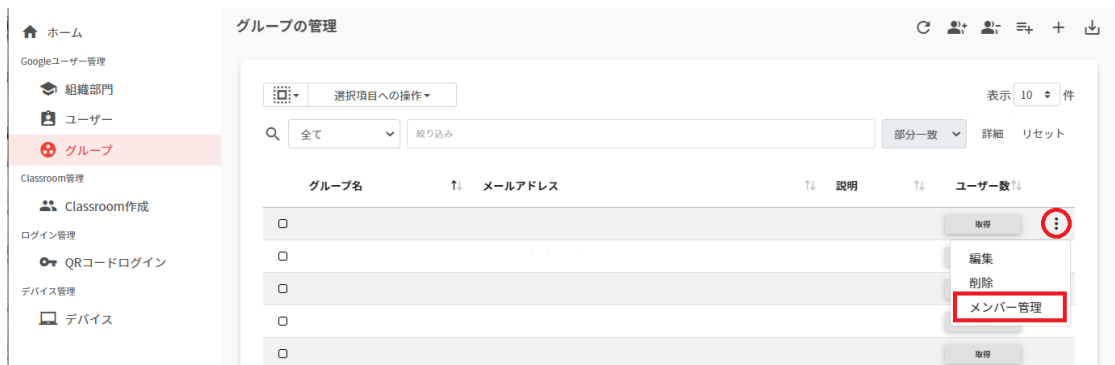 ホーム
Googleユーザー管理
組織部門
ユーザー
グループ
Classroom管理
Classroom作成
ログイン管理
QRコードログイン
デバイス管理
デバイス
グループの管理
選択項目への操作
表示 10 件
全て 絞り込み 部分一致 詳細 リセット
グループ名 メールアドレス 説明 ユーザー数
取得
編集
削除
メンバー管理
取得